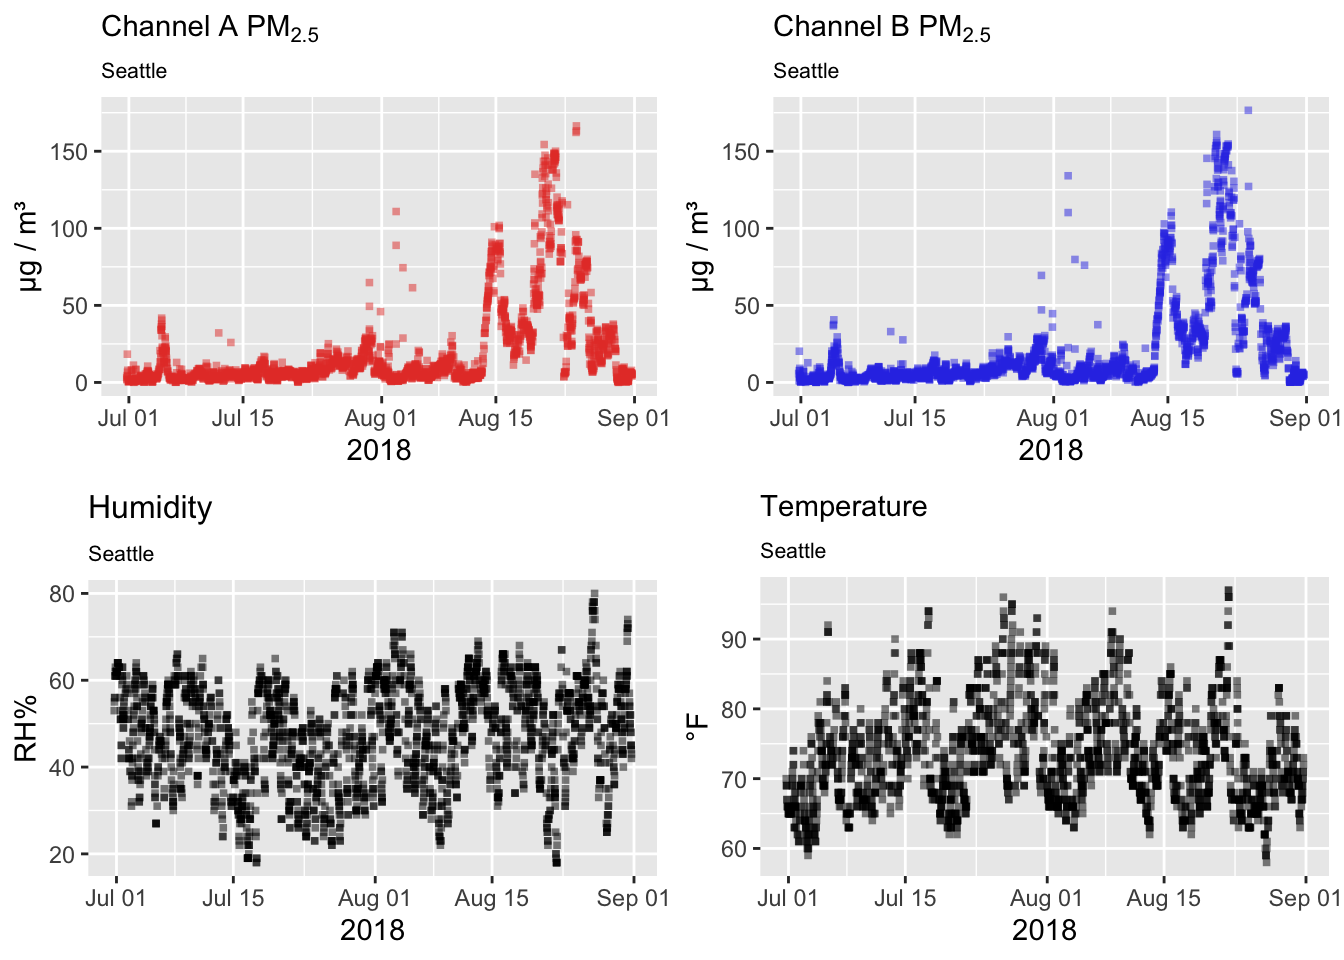 Channel A PM2.5
Seattle
µg / m³
150
100
50
0
Jul 01 Jul 15 Aug 01 Aug 15 Sep 01
2018
Channel B PM2.5
Seattle
µg / m³
150
100
50
0
Jul 01 Jul 15 Aug 01 Aug 15 Sep 01
2018
Humidity
Seattle
RH%
80
60
40
20
Jul 01 Jul 15 Aug 01 Aug 15 Sep 01
2018
Temperature
Seattle
°F
90
80
70
60
Jul 01 Jul 15 Aug 01 Aug 15 Sep 01
2018